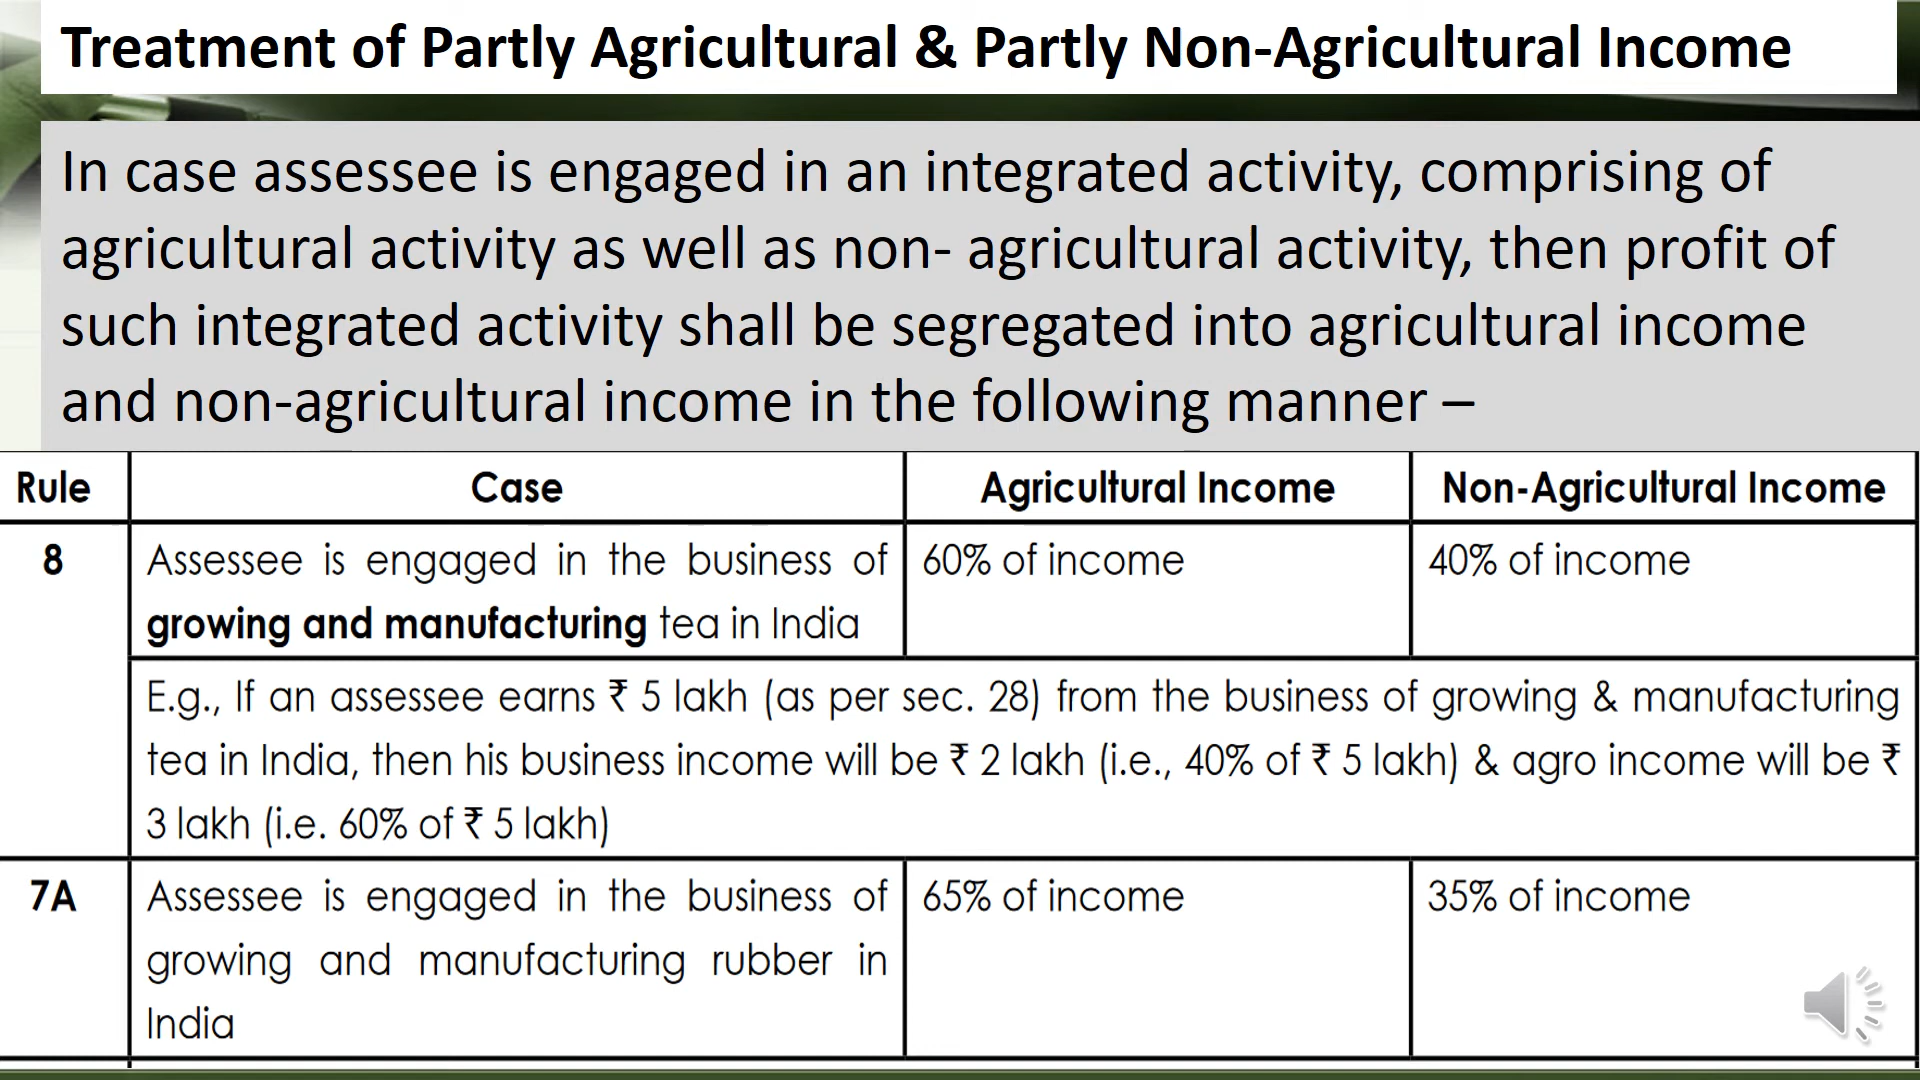 Treatment of Partly Agricultural & Partly Non-Agricultural Income
In case assessee is engaged in an integrated activity, comprising of
agricultural activity as well as non- agricultural activity, then profit of
such integrated activity shall be segregated into agricultural income
and non-agricultural income in the following manner –
Rule Case Agricultural Income Non-Agricultural Income
8 Assessee is engaged in the business of 60% of income 40% of income
growing and manufacturing tea in India
E.g., If an assessee earns ₹ 5 lakh (as per sec. 28) from the business of growing & manufacturing
tea in India, then his business income will be ₹ 2 lakh (i.e., 40% of ₹ 5 lakh) & agro income will be ₹
3 lakh (i.e. 60% of ₹ 5 lakh)
7A Assessee is engaged in the business of 65% of income 35% of income
growing and manufacturing rubber in
India